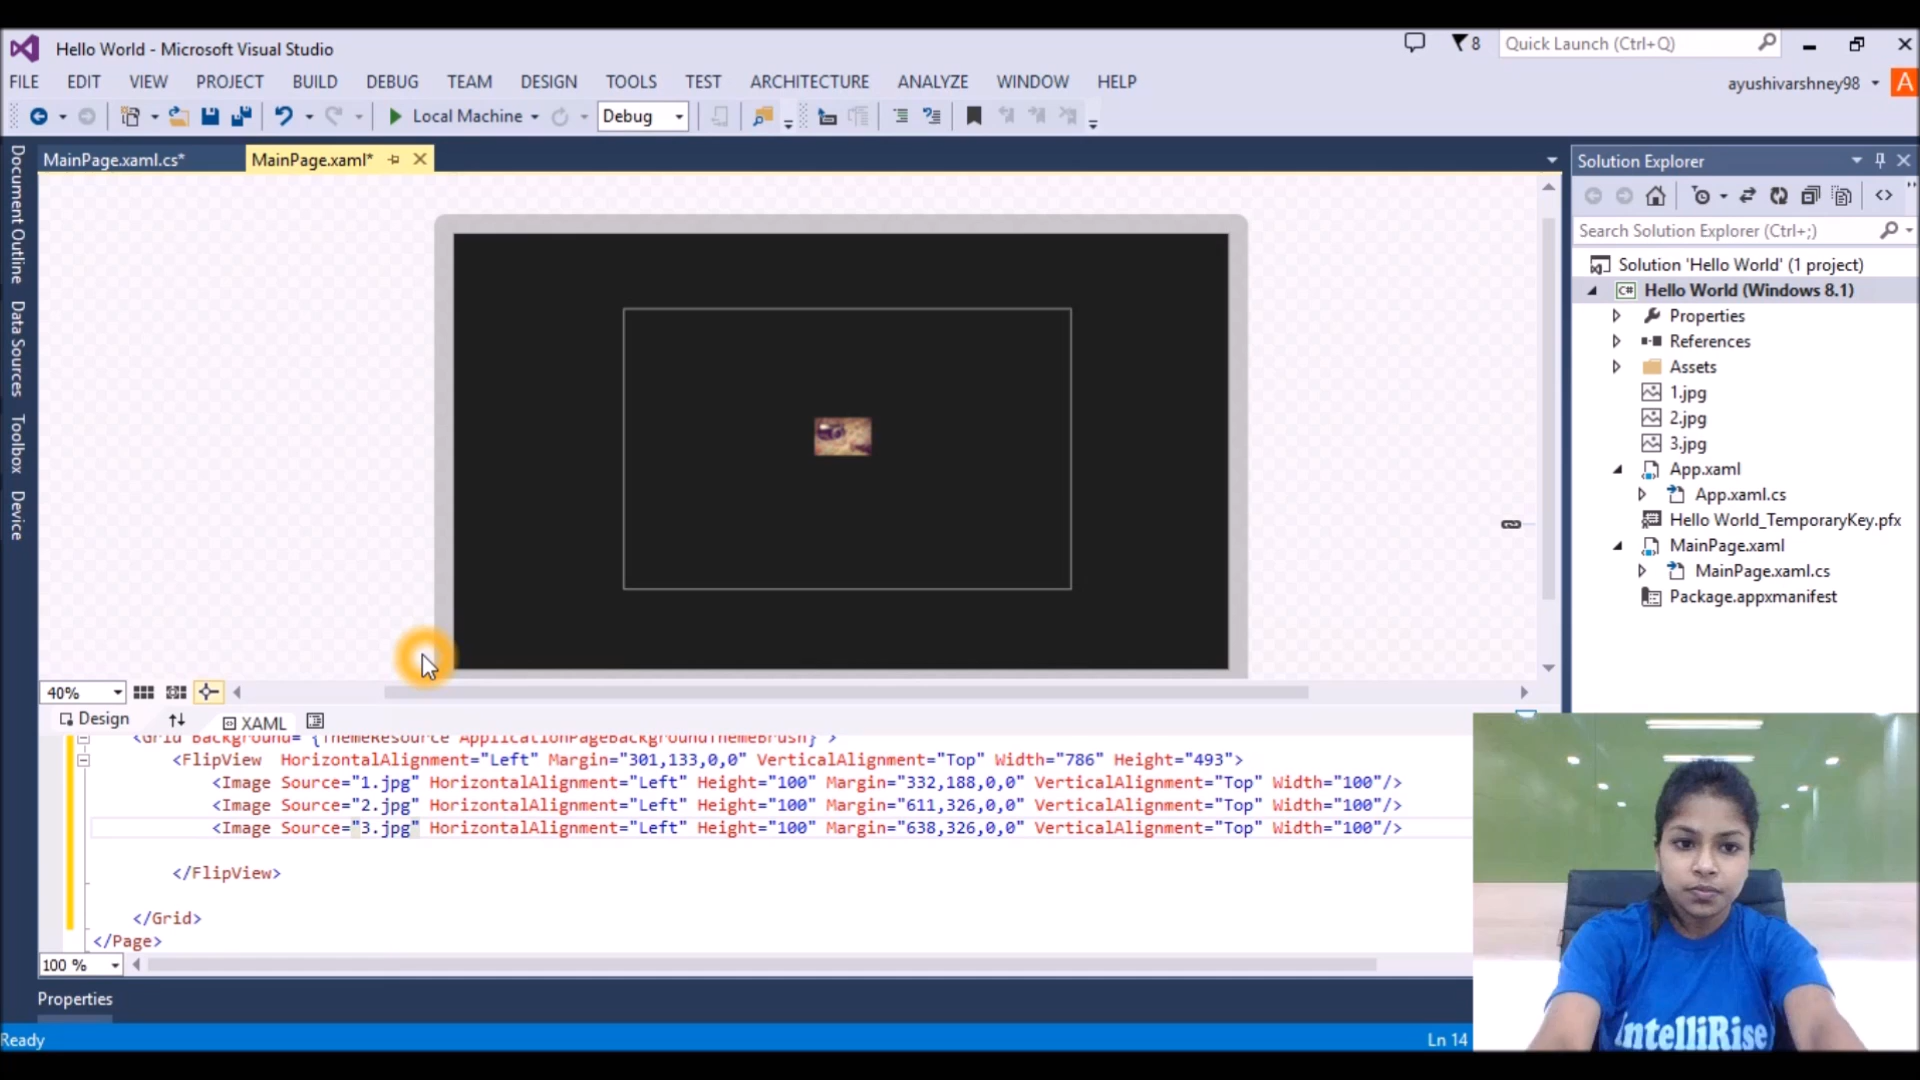 Hello World - Microsoft Visual Studio
8
Quick Launch (Ctrl+Q)
FILE EDIT VIEW PROJECT BUILD DEBUG TEAM DESIGN TOOLS TEST ARCHITECTURE ANALYZE WINDOW HELP
ayushivarshney98
A
Local Machine
Debug
Document Outline
Data Sources
Toolbox
Device
MainPage.xaml.cs*
MainPage.xaml*
Solution Explorer
Search Solution Explorer (Ctrl+;)
Solution 'Hello World' (1 project)
C# Hello World (Windows 8.1)
Properties
References
Assets
1.jpg
2.jpg
3.jpg
App.xaml
App.xaml.cs
Hello World_TemporaryKey.pfx
MainPage.xaml
MainPage.xaml.cs
Package.appxmanifest
40%
Design
XAML
<Grid Background="{ThemeResource ApplicationPageBackgroundThemeBrush}">
<FlipView HorizontalAlignment="Left" Margin="301,133,0,0" VerticalAlignment="Top" Width="786" Height="493">
<Image Source="1.jpg" HorizontalAlignment="Left" Height="100" Margin="332,188,0,0" VerticalAlignment="Top" Width="100"/>
<Image Source="2.jpg" HorizontalAlignment="Left" Height="100" Margin="611,326,0,0" VerticalAlignment="Top" Width="100"/>
<Image Source="3.jpg" HorizontalAlignment="Left" Height="100" Margin="638,326,0,0" VerticalAlignment="Top" Width="100"/>
</FlipView>
</Grid>
</Page>
100 %
Properties
Ready
Ln 14
IntelliRise